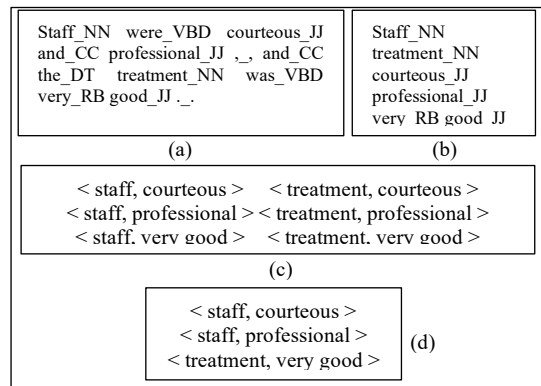 Staff_NN were_VBD courteous_JJ
and_CC professional_JJ ,_, and_CC
the_DT treatment_NN was_VBD
very_RB good_JJ ._.
(a)
Staff_NN
treatment_NN
courteous_JJ
professional_JJ
very_RB good_JJ
(b)
< staff, courteous > < treatment, courteous >
< staff, professional > < treatment, professional >
< staff, very good > < treatment, very good >
(c)
< staff, courteous >
< staff, professional >
< treatment, very good >
(d)